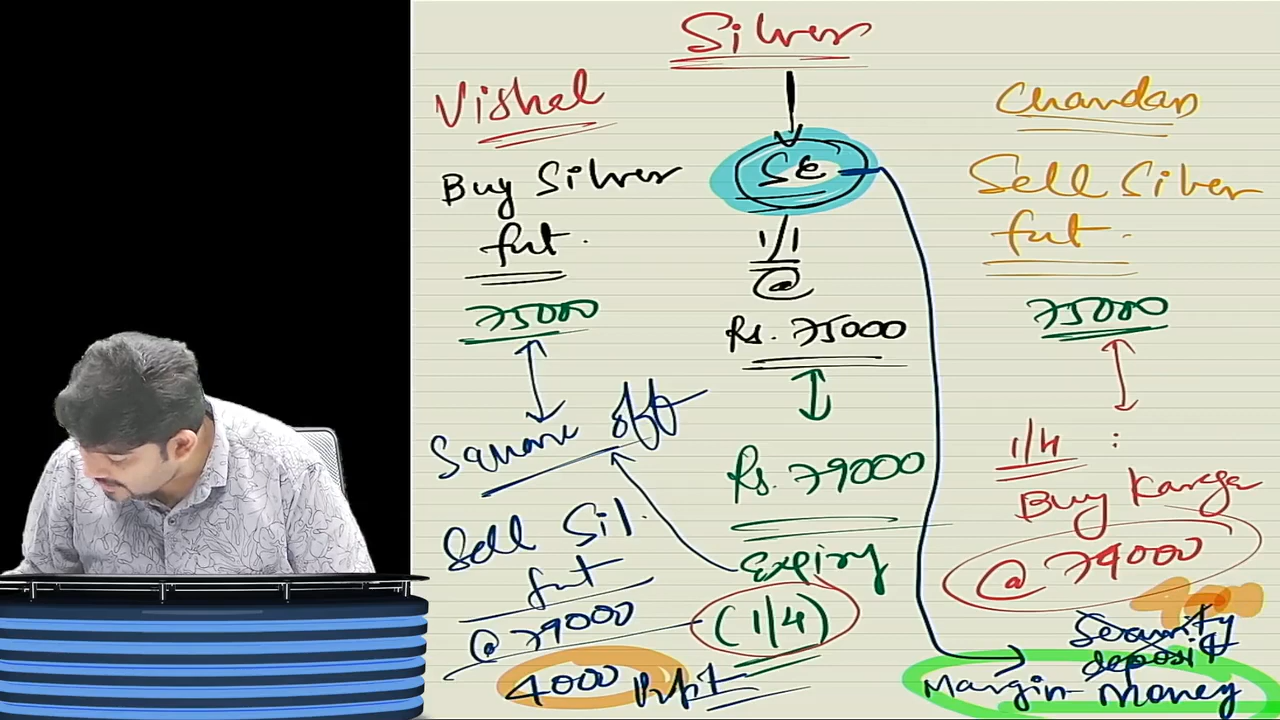 Silver
Vishal
Buy Silver
fut.
75000
Square off
Sell Sil.
fut
@ 79000
4000 Profit
SE
1/1
@
Rs. 75000
Rs. 79000
Expiry
(1/4)
Chandan
Sell Silver
fut.
75000
1/4 :
Buy Karega
@ 79000
Security
deposit
Margin Money